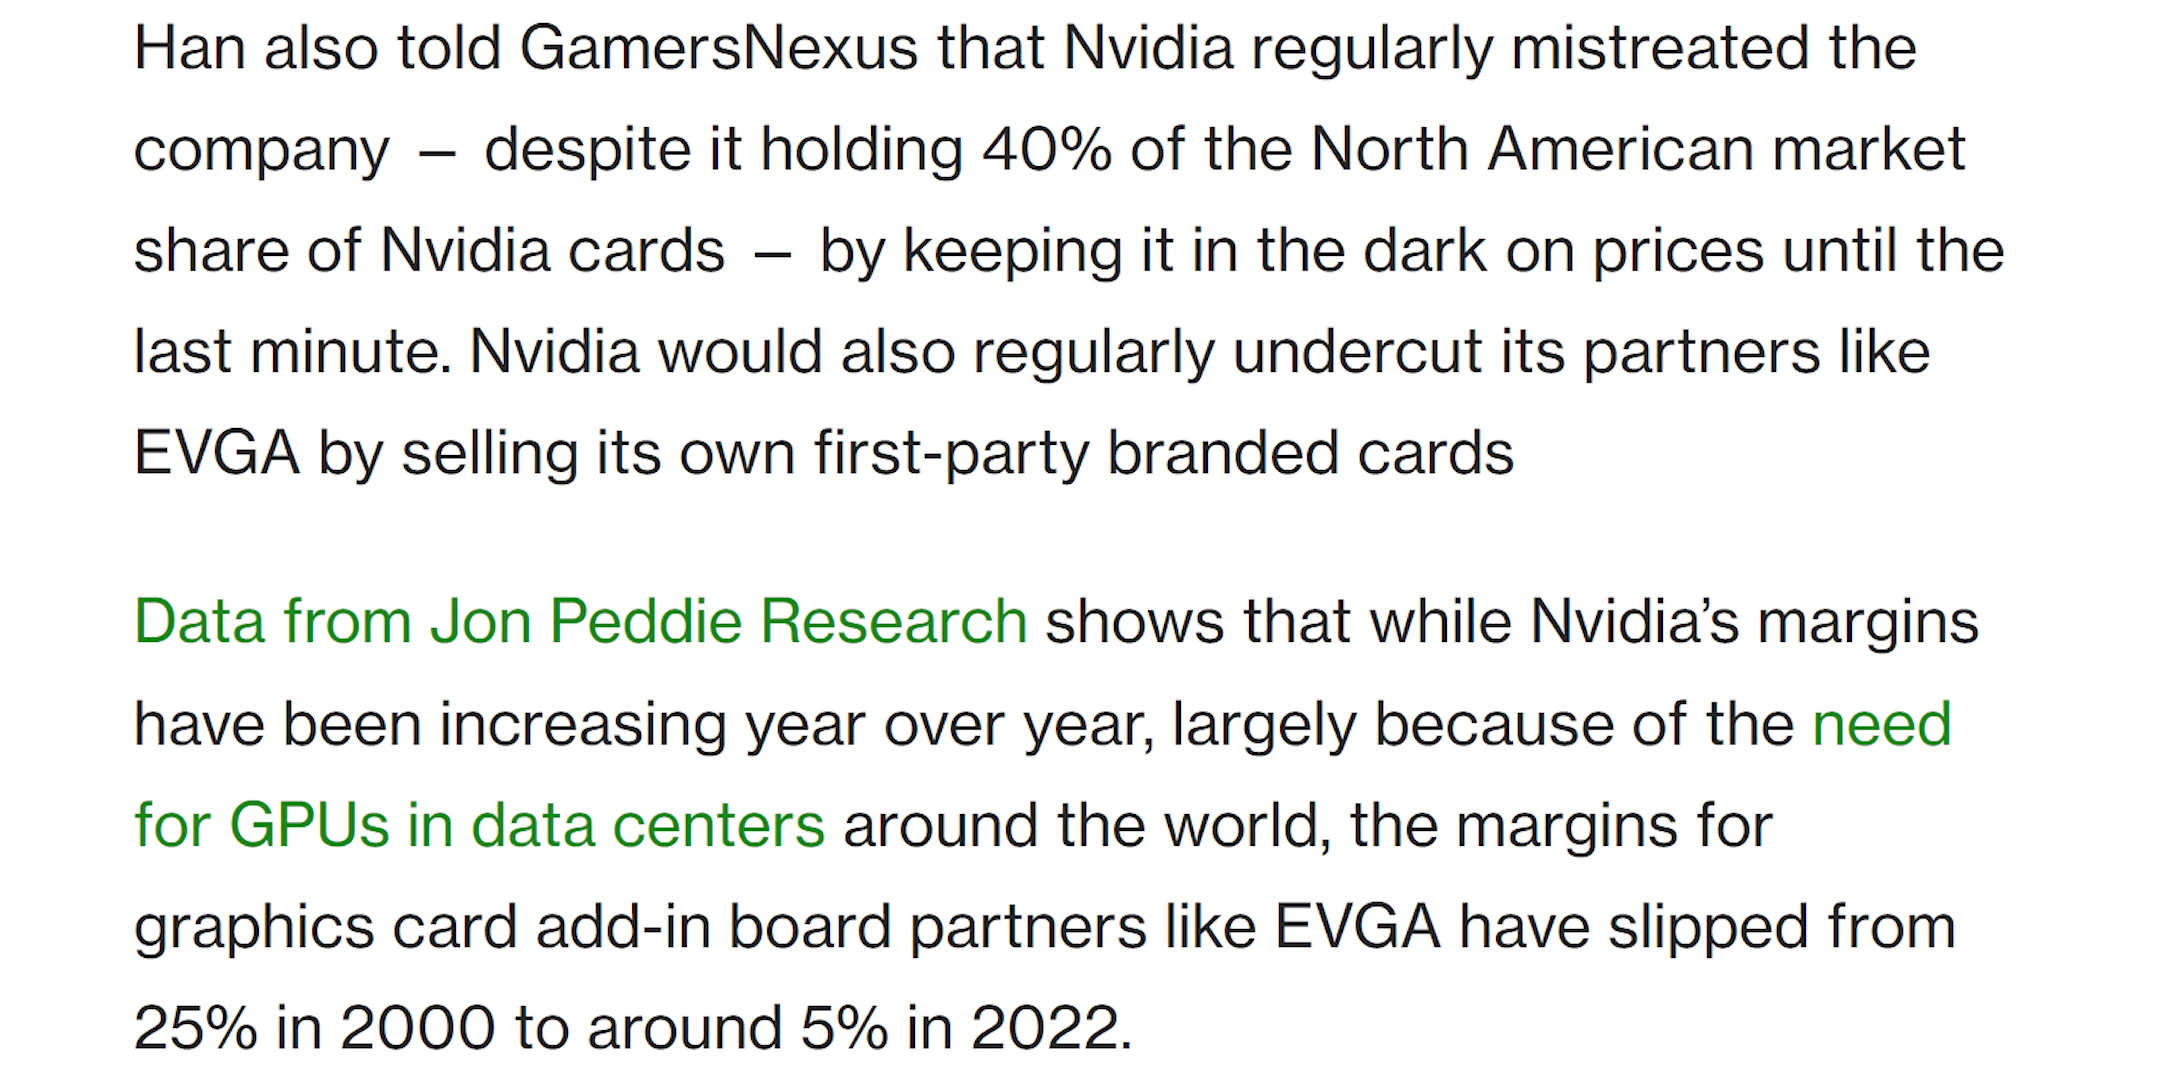 Han also told GamersNexus that Nvidia regularly mistreated the
company – despite it holding 40% of the North American market
share of Nvidia cards – by keeping it in the dark on prices until the
last minute. Nvidia would also regularly undercut its partners like
EVGA by selling its own first-party branded cards
Data from Jon Peddie Research shows that while Nvidia’s margins
have been increasing year over year, largely because of the need
for GPUs in data centers around the world, the margins for
graphics card add-in board partners like EVGA have slipped from
25% in 2000 to around 5% in 2022.